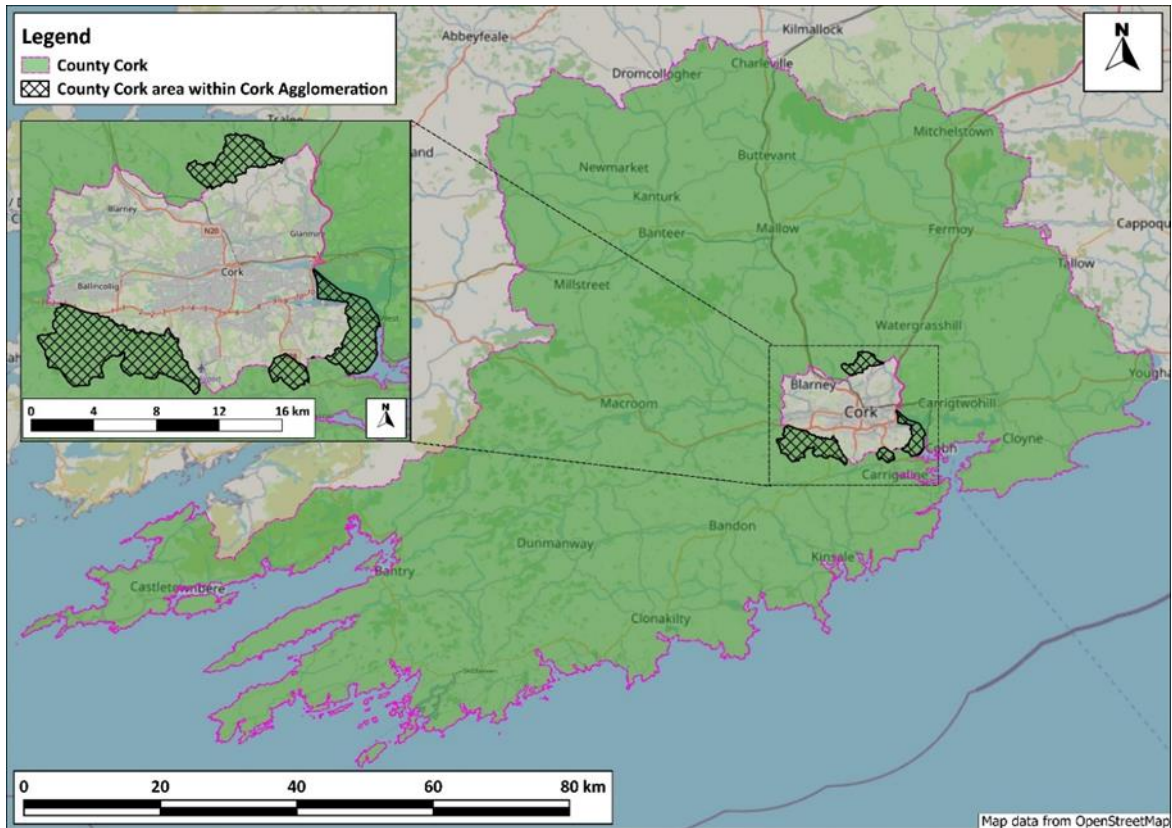 Legend
County Cork
County Cork area within Cork Agglomeration
N
Abbeyfeale
Kilmallock
Dromcollogher
Charleville
Tralee
Mitchelstown
Newmarket
Buttevant
Kanturk
Cappoqu
Banteer
Mallow
Fermoy
Tallow
Millstreet
Watergrasshill
Blarney
Macroom
Cork
Carrigtwohill
Yougha
Cobh
Cloyne
Carrigaline
Bandon
Dunmanway
Kinsale
Bantry
Castletownbere
Clonakilty
Blarney
N20
Glanmire
Cork
Ballincollig
0 4 8 12 16 km
N
0 20 40 60 80 km
Map data from OpenStreetMap